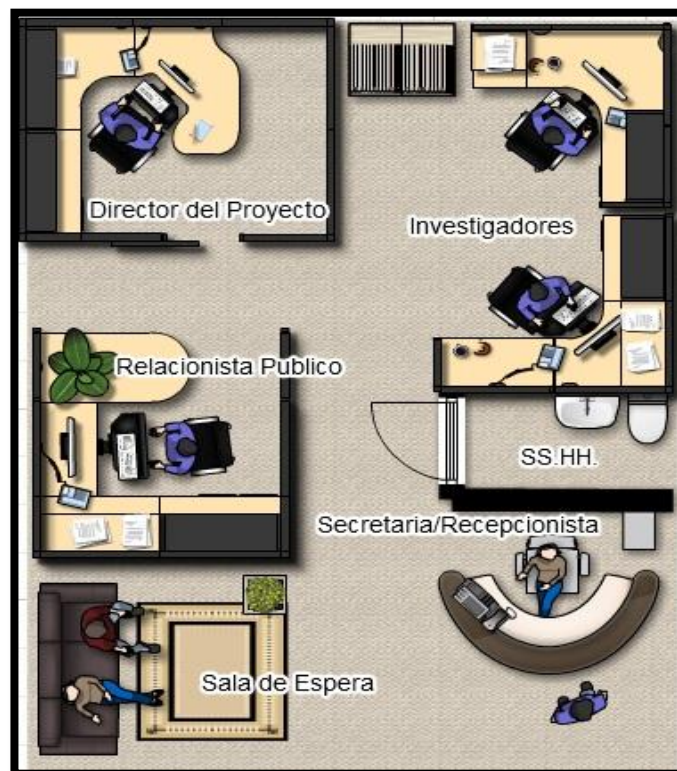 Director del Proyecto
Investigadores
Relacionista Publico
SS.HH.
Secretaria/Recepcionista
Sala de Espera